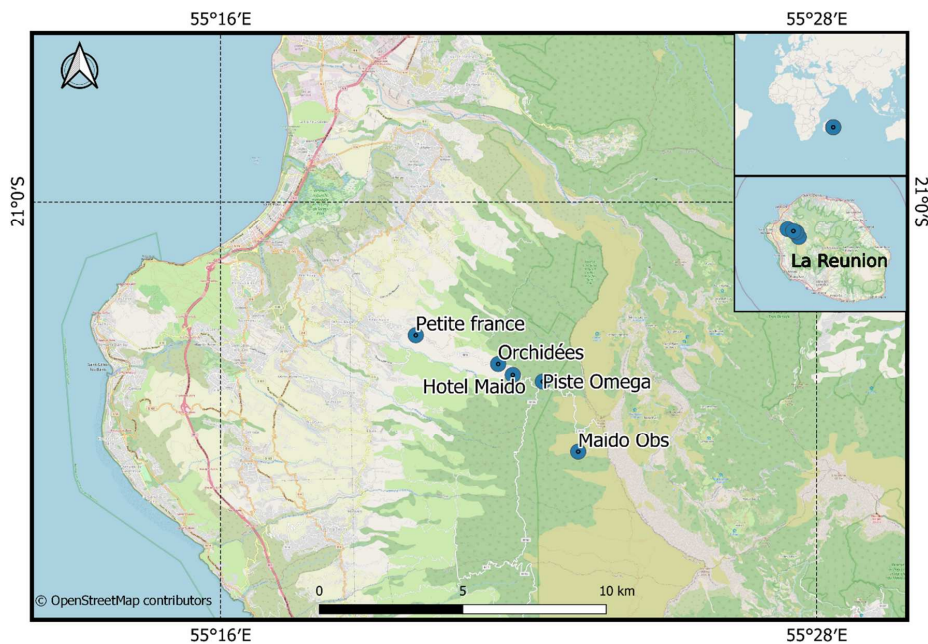 55°16′E
55°28′E
21°0′S
21°0′S
La Reunion
Petite france
Orchidées
Hotel Maido
Piste Omega
Maido Obs
© OpenStreetMap contributors
0
5
10 km
55°16′E
55°28′E